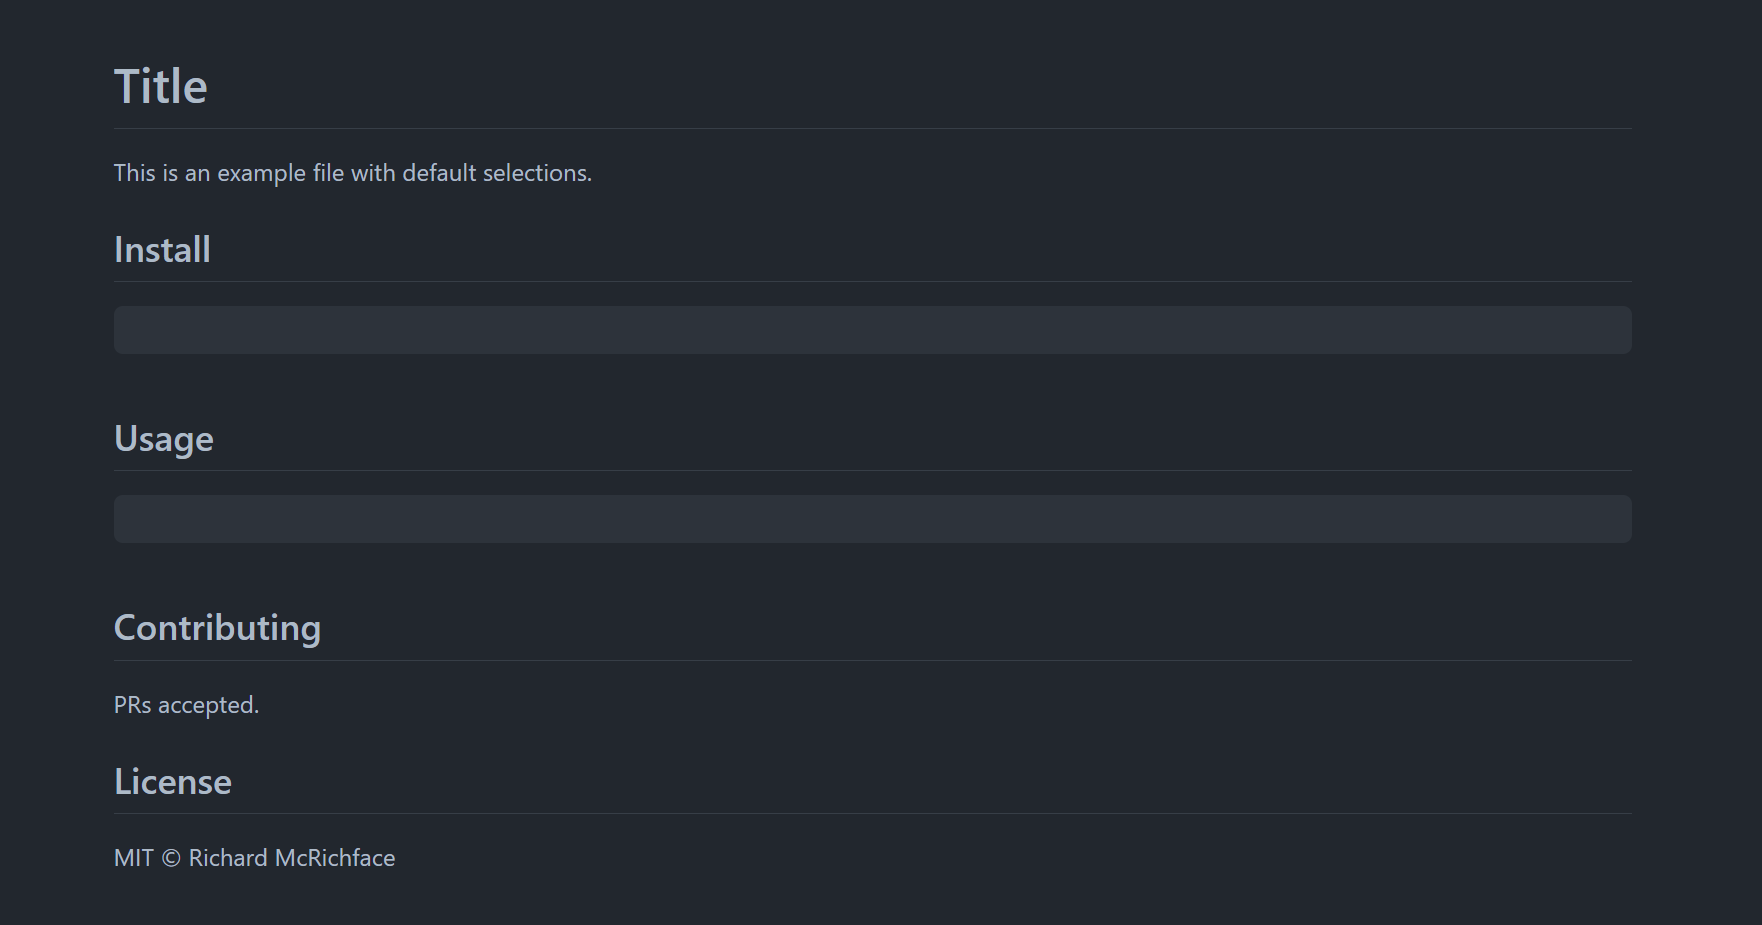 Title
This is an example file with default selections.
Install
Usage
Contributing
PRs accepted.
License
MIT © Richard McRichface